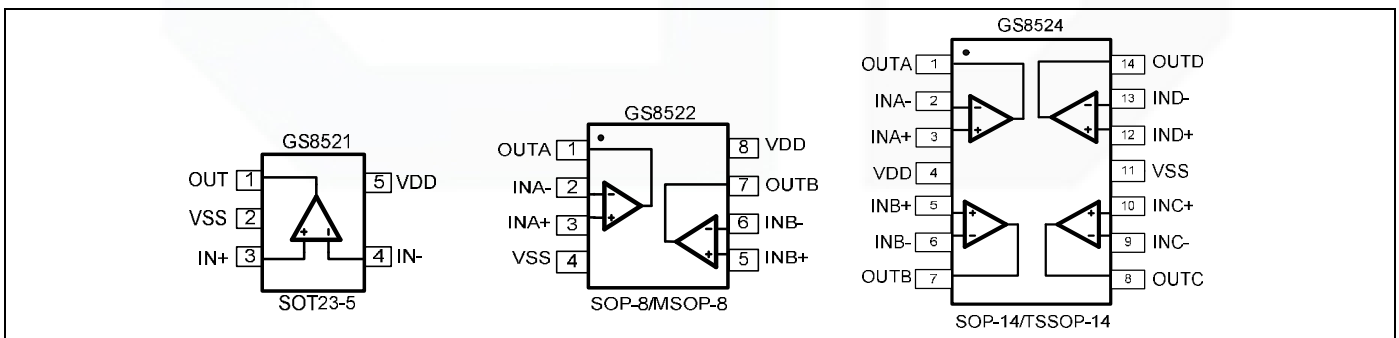 GS8521
OUT 1
5 VDD
VSS 2
IN+ 3
4 IN-
+ -
SOT23-5
GS8522
OUTA 1
8 VDD
INA- 2
-
7 OUTB
INA+ 3
+
6 INB-
-
VSS 4
5 INB+
+
SOP-8/MSOP-8
GS8524
OUTA 1
14 OUTD
INA- 2
-
13 IND-
-
INA+ 3
+
12 IND+
+
VDD 4
11 VSS
INB+ 5
+
10 INC+
+
INB- 6
-
9 INC-
-
OUTB 7
8 OUTC
SOP-14/TSSOP-14